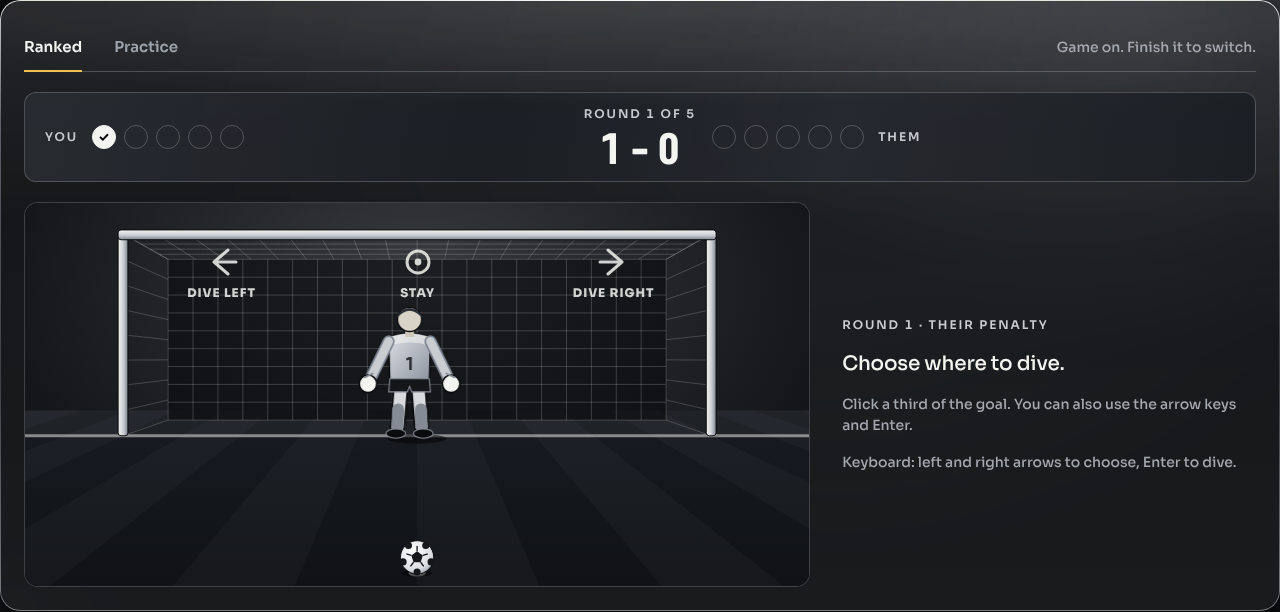 Ranked
Practice
Game on. Finish it to switch.
YOU
ROUND 1 OF 5
1 – 0
THEM
DIVE LEFT
STAY
DIVE RIGHT
1
ROUND 1 · THEIR PENALTY
Choose where to dive.
Click a third of the goal. You can also use the arrow keys
and Enter.
Keyboard: left and right arrows to choose, Enter to dive.